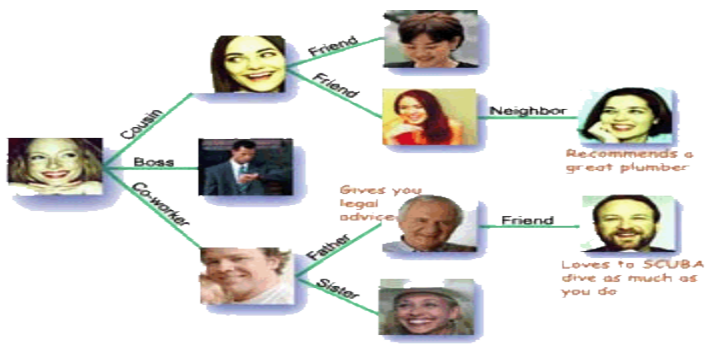 Friend
Friend
Cousin
Neighbor
Recommends a
great plumber
Boss
Co-worker
Gives you
legal
advice
Father
Friend
Sister
Loves to SCUBA
dive as much as
you do